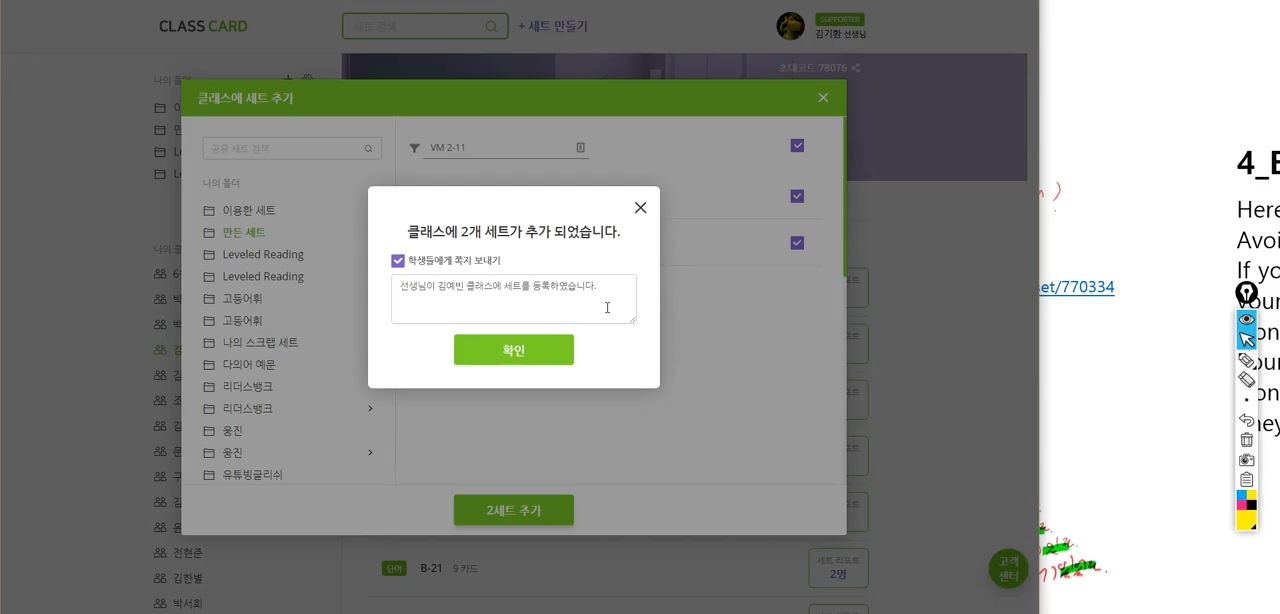 CLASS CARD
세트 검색
+ 세트 만들기
SUPPORTER
김기환 선생님
초대코드 78076
클래스에 세트 추가
공유 세트 검색
VM 2-11
나의 폴더
이용한 세트
만든 세트
Leveled Reading
Leveled Reading
고등어휘
고등어휘
나의 스크랩 세트
다의어 예문
리더스뱅크
리더스뱅크
웅진
웅진
유튜빙글리쉬
클래스에 2개 세트가 추가 되었습니다.
학생들에게 쪽지 보내기
선생님이 김예빈 클래스에 세트를 등록하였습니다.
확인
2세트 추가
전현준
김한별
박서희
단어
B-21
9 카드
세트 리포트
2명
고객
센터
et/770334
4_E
Here
Avoi
If yo